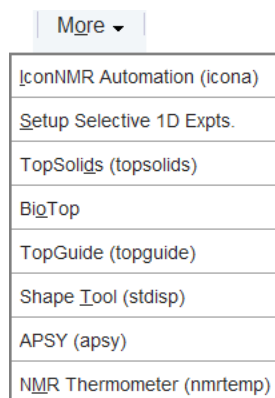 More
IconNMR Automation (icona)
Setup Selective 1D Expts.
TopSolids (topsolids)
BioTop
TopGuide (topguide)
Shape Tool (stdisp)
APSY (apsy)
NMR Thermometer (nmrtemp)